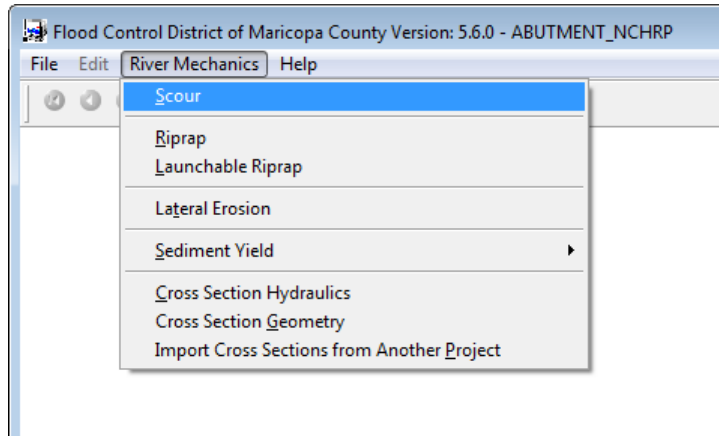 Flood Control District of Maricopa County Version: 5.6.0 - ABUTMENT_NCHRP
File Edit River Mechanics Help
Scour
Riprap
Launchable Riprap
Lateral Erosion
Sediment Yield
Cross Section Hydraulics
Cross Section Geometry
Import Cross Sections from Another Project